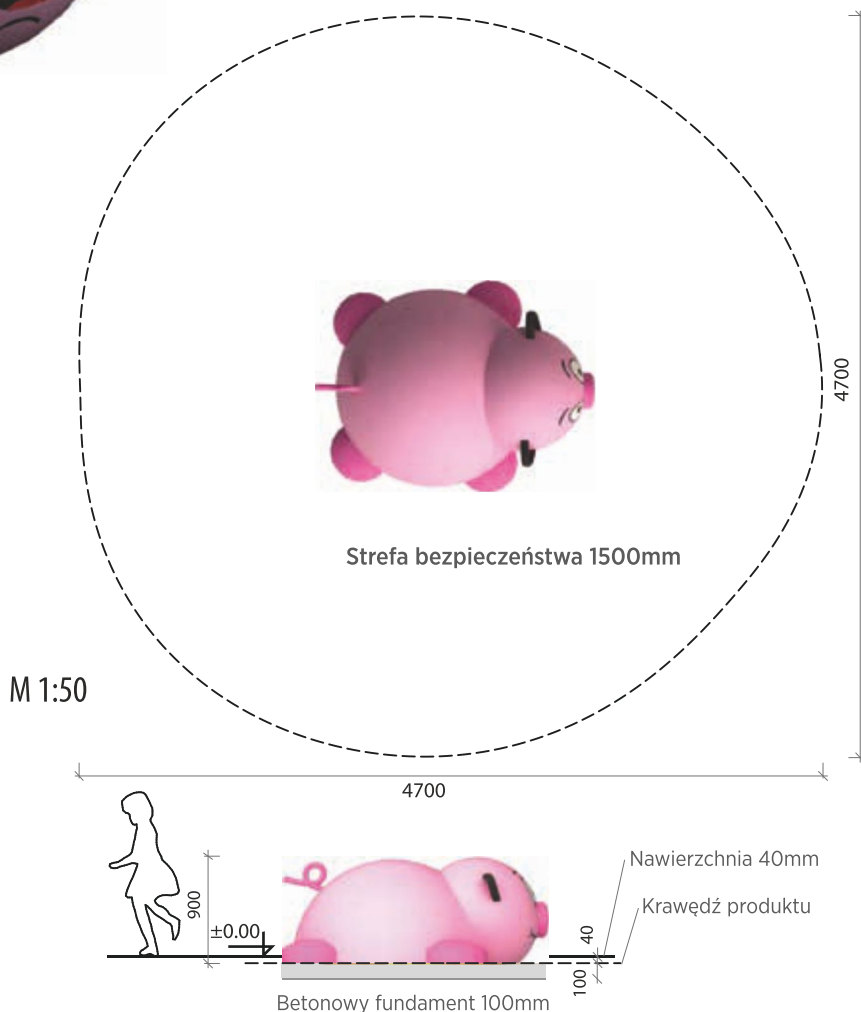 4700
Strefa bezpieczeństwa 1500mm
M 1:50
4700
Nawierzchnia 40mm
Krawędź produktu
900
±0.00
40
100
Betonowy fundament 100mm